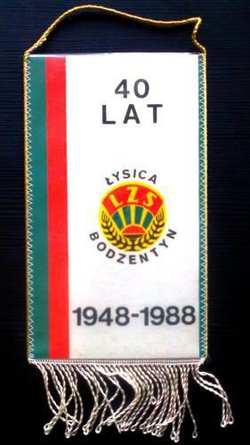 40
LAT
ŁYSICA
LZS
BODZENTYN
1948-1988